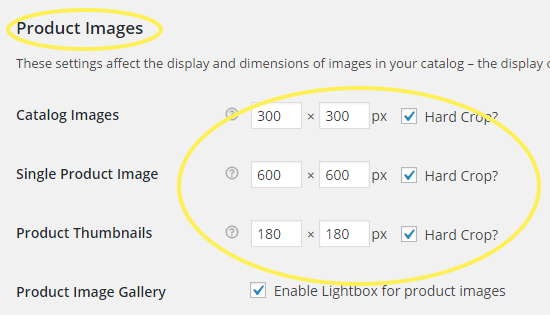 Product Images
These settings affect the display and dimensions of images in your catalog – the display
Catalog Images 300 × 300 px Hard Crop?
Single Product Image 600 × 600 px Hard Crop?
Product Thumbnails 180 × 180 px Hard Crop?
Product Image Gallery Enable Lightbox for product images